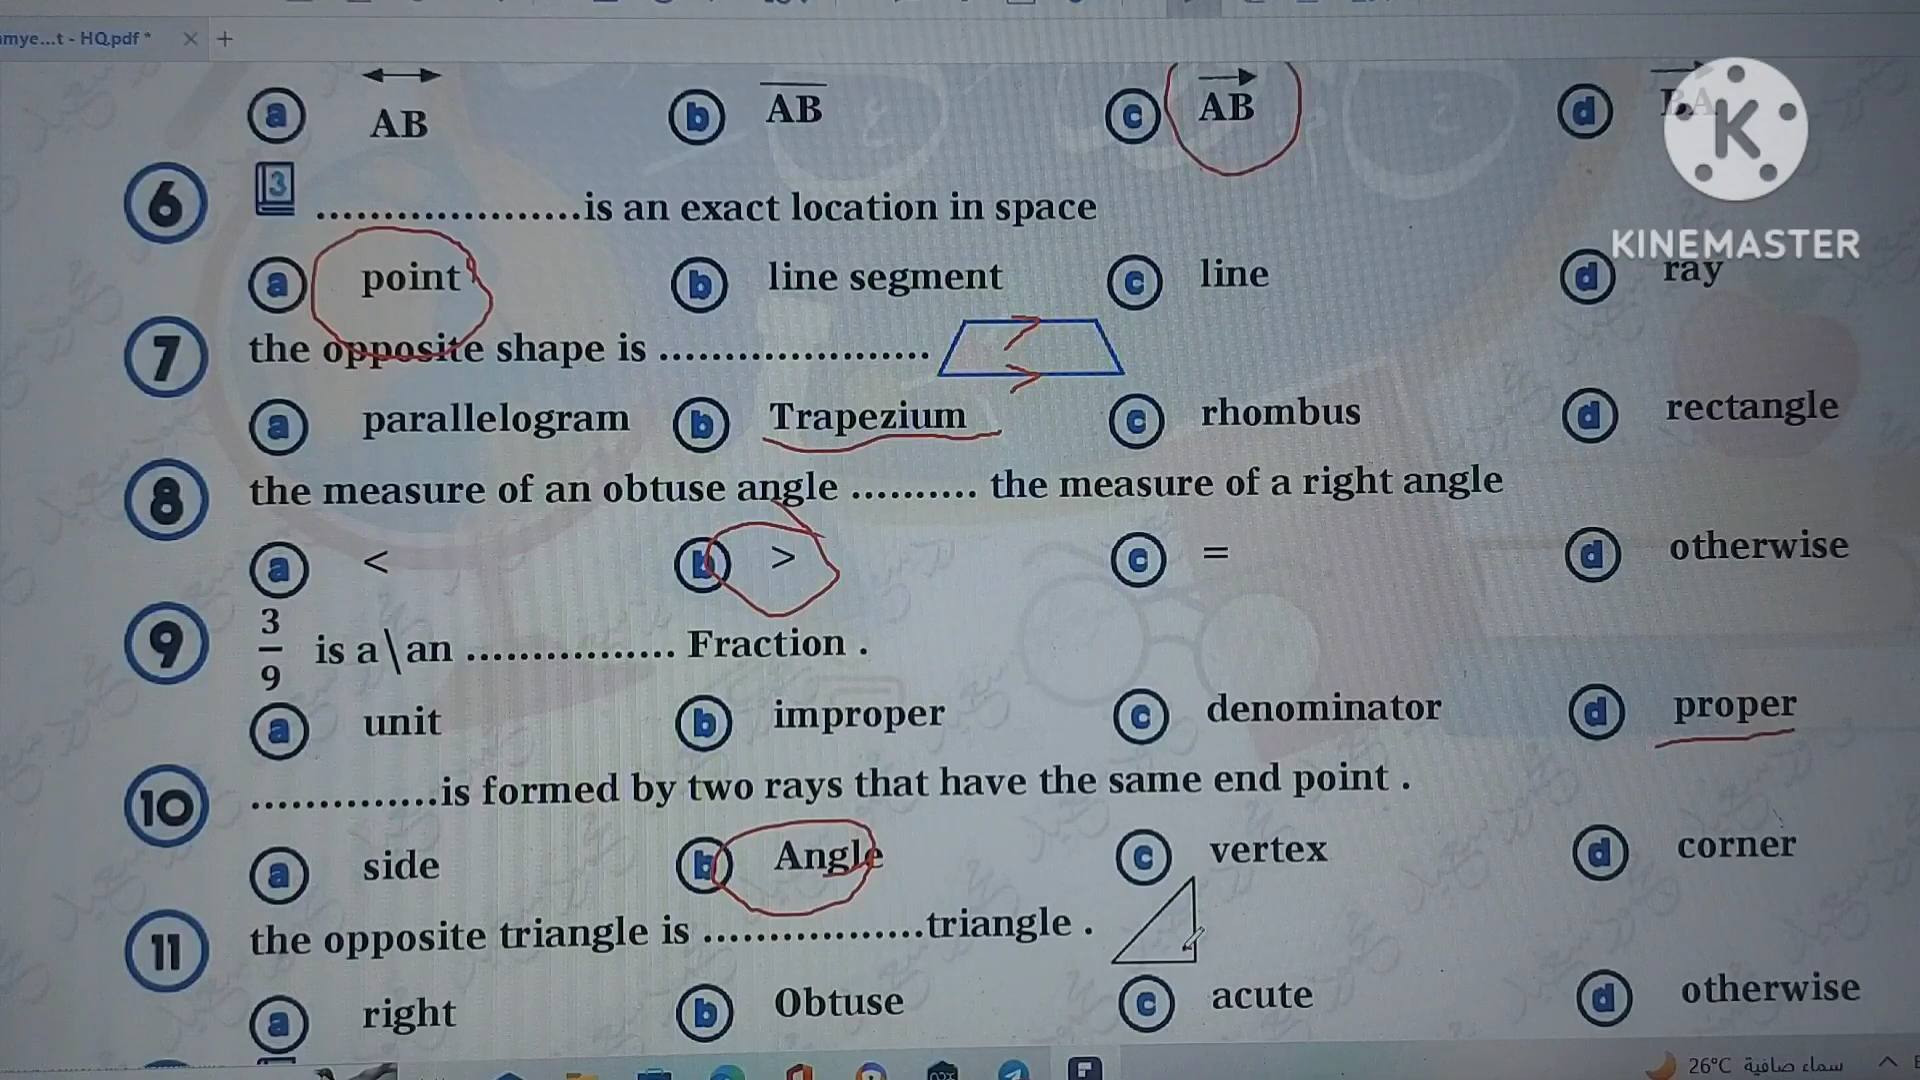 amye...t - HQ.pdf * × +
a AB b AB c AB d BA
K
KINEMASTER
6 3 .....................is an exact location in space
a point b line segment c line d ray
7 the opposite shape is .....................
a parallelogram b Trapezium c rhombus d rectangle
8 the measure of an obtuse angle .......... the measure of a right angle
a < b > c = d otherwise
9 3/9 is a\an ................ Fraction .
a unit b improper c denominator d proper
10 ..............is formed by two rays that have the same end point .
a side b Angle c vertex d corner
11 the opposite triangle is .................triangle .
a right b Obtuse c acute d otherwise
26°C سماء صافية